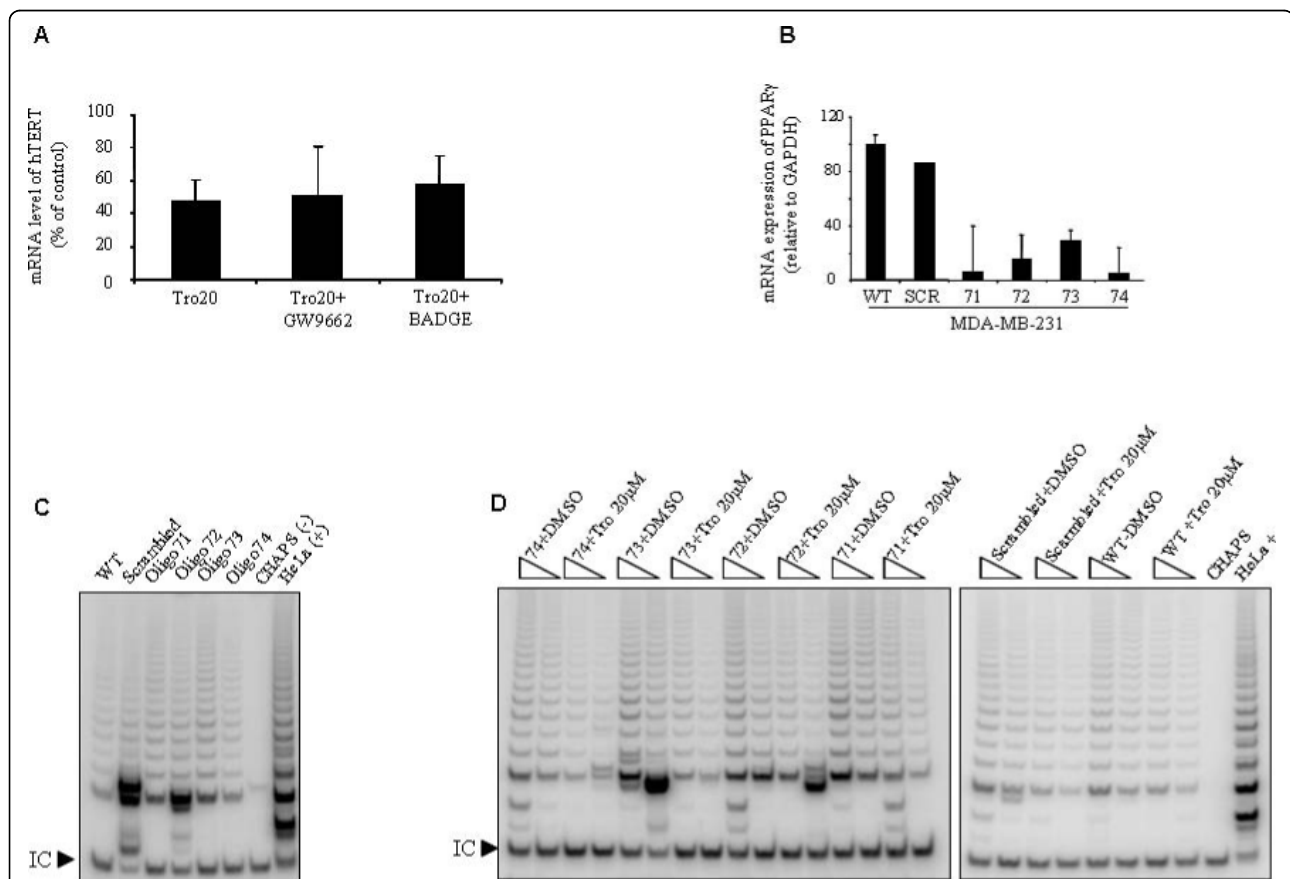 A
mRNA level of hTERT
(% of control)
100
80
60
40
20
0
Tro20
Tro20+
GW9662
Tro20+
BADGE
B
mRNA expression of PPARγ
(relative to GAPDH)
120
80
40
0
WT
SCR
71
72
73
74
MDA-MB-231
C
WT
Scrambled
Oligo 71
Oligo 72
Oligo 73
Oligo 74
CHAPS (-)
HeLa (+)
IC
D
74+DMSO
74+Tro 20µM
73+DMSO
73+Tro 20µM
72+DMSO
72+Tro 20µM
71+DMSO
71+Tro 20µM
Scrambled+DMSO
Scarmbled+Tro 20µM
WT-DMSO
WT+Tro 20µM
CHAPS
HeLa +
IC